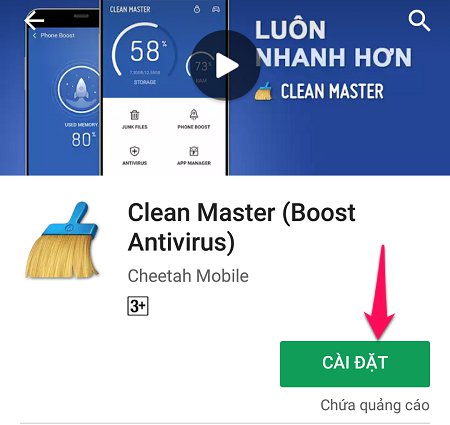 Phone Boost
USED MEMORY
80%
CLEAN MASTER
58%
STORAGE
73%
RAM
JUNK FILES
PHONE BOOST
ANTIVIRUS
APP MANAGER
LUÔN
NHANH HƠN
CLEAN MASTER
Clean Master (Boost
Antivirus)
Cheetah Mobile
3+
CÀI ĐẶT
Chứa quảng cáo